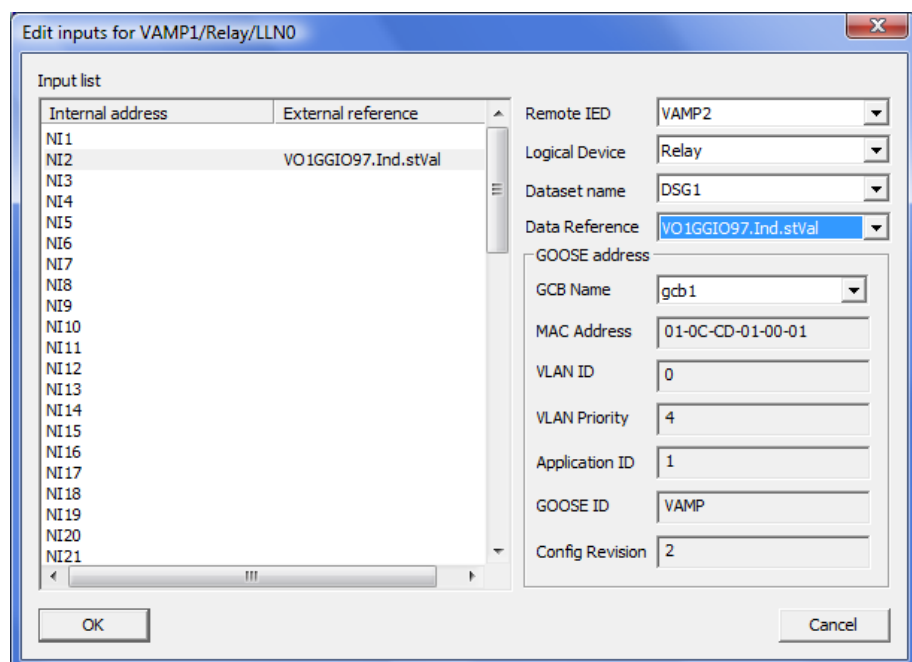 Edit inputs for VAMP1/Relay/LLN0
Input list
Internal address External reference
NI1
NI2 VO1GGIO97.Ind.stVal
NI3
NI4
NI5
NI6
NI7
NI8
NI9
NI10
NI11
NI12
NI13
NI14
NI15
NI16
NI17
NI18
NI19
NI20
NI21
Remote IED VAMP2
Logical Device Relay
Dataset name DSG1
Data Reference VO1GGIO97.Ind.stVal
GOOSE address
GCB Name gcb1
MAC Address 01-0C-CD-01-00-01
VLAN ID 0
VLAN Priority 4
Application ID 1
GOOSE ID VAMP
Config Revision 2
OK Cancel